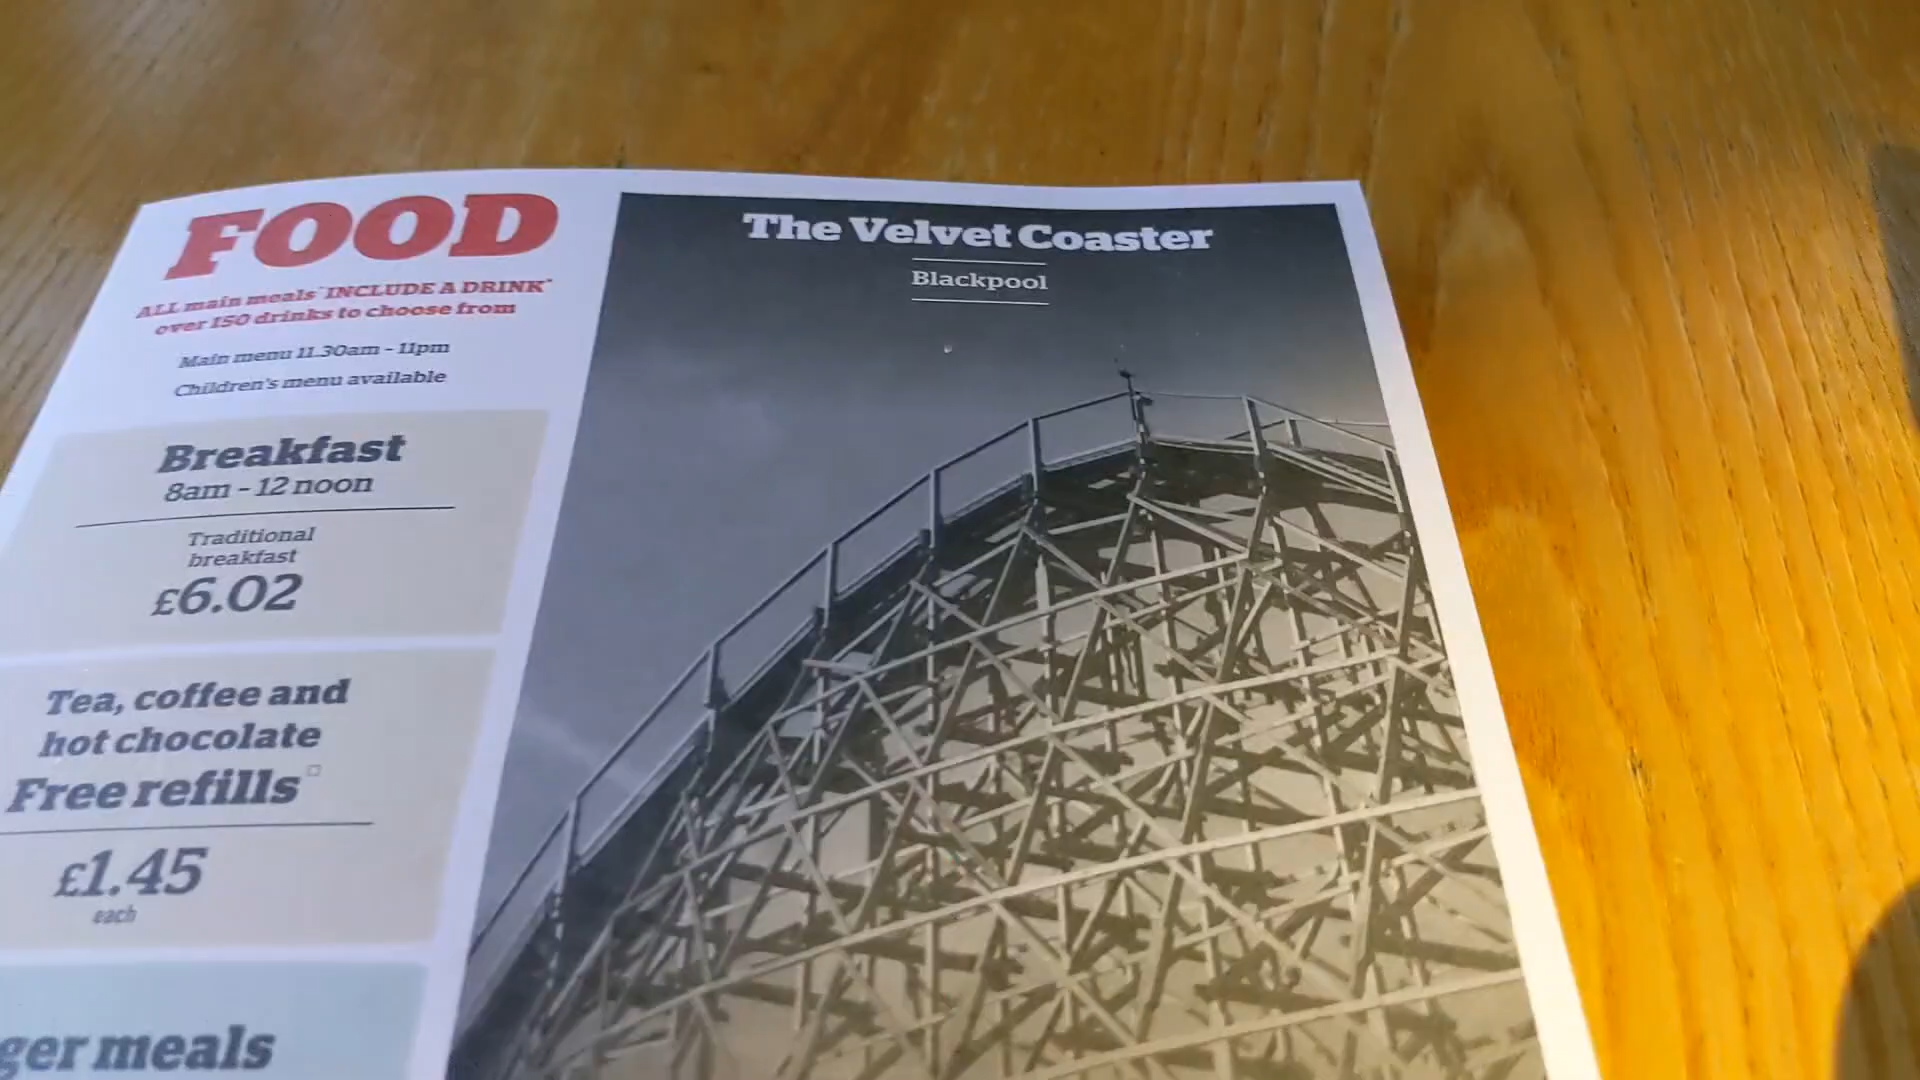 FOOD
ALL main meals* INCLUDE A DRINK*
over 150 drinks to choose from
Main menu 11.30am – 11pm
Children's menu available
Breakfast
8am – 12 noon
Traditional
breakfast
£6.02
Tea, coffee and
hot chocolate
Free refills□
£1.45
each
meals
The Velvet Coaster
Blackpool